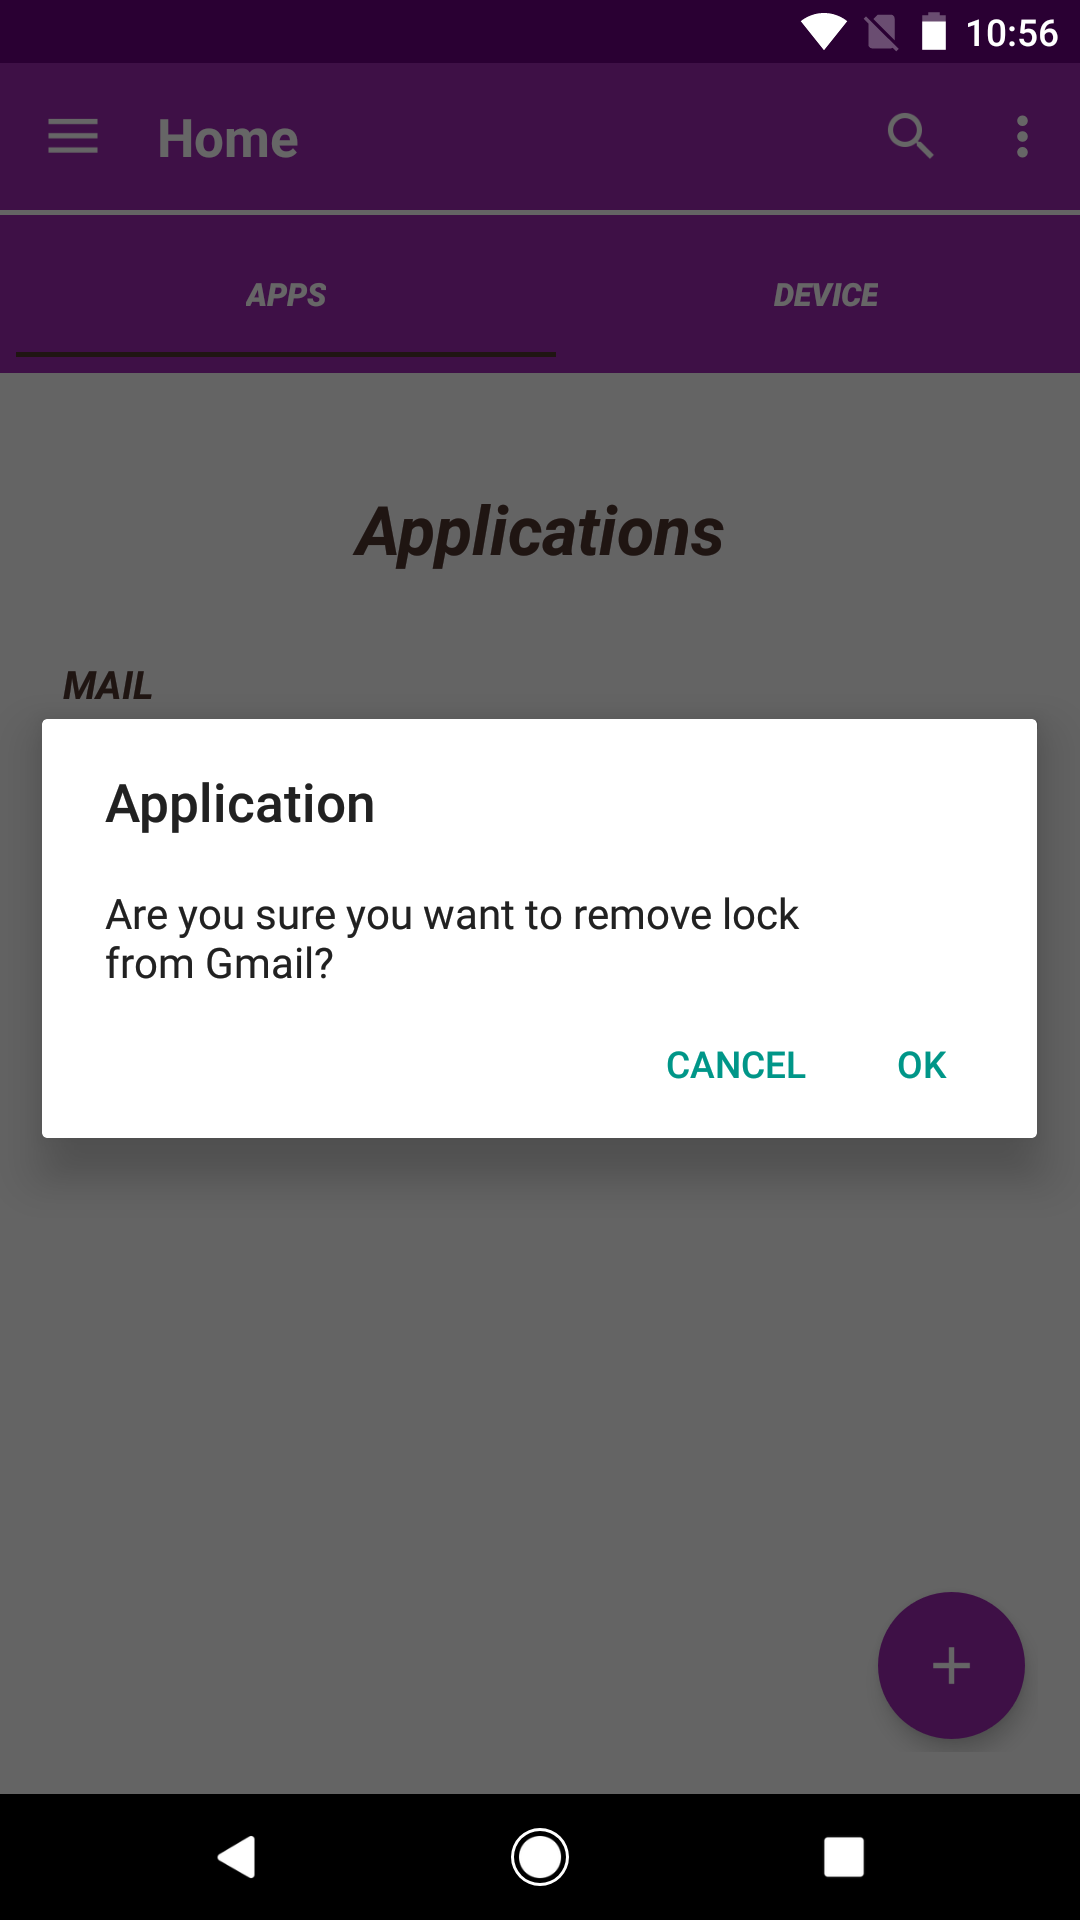 10:56
Home
APPS
DEVICE
Applications
MAIL
Application
Are you sure you want to remove lock
from Gmail?
CANCEL
OK